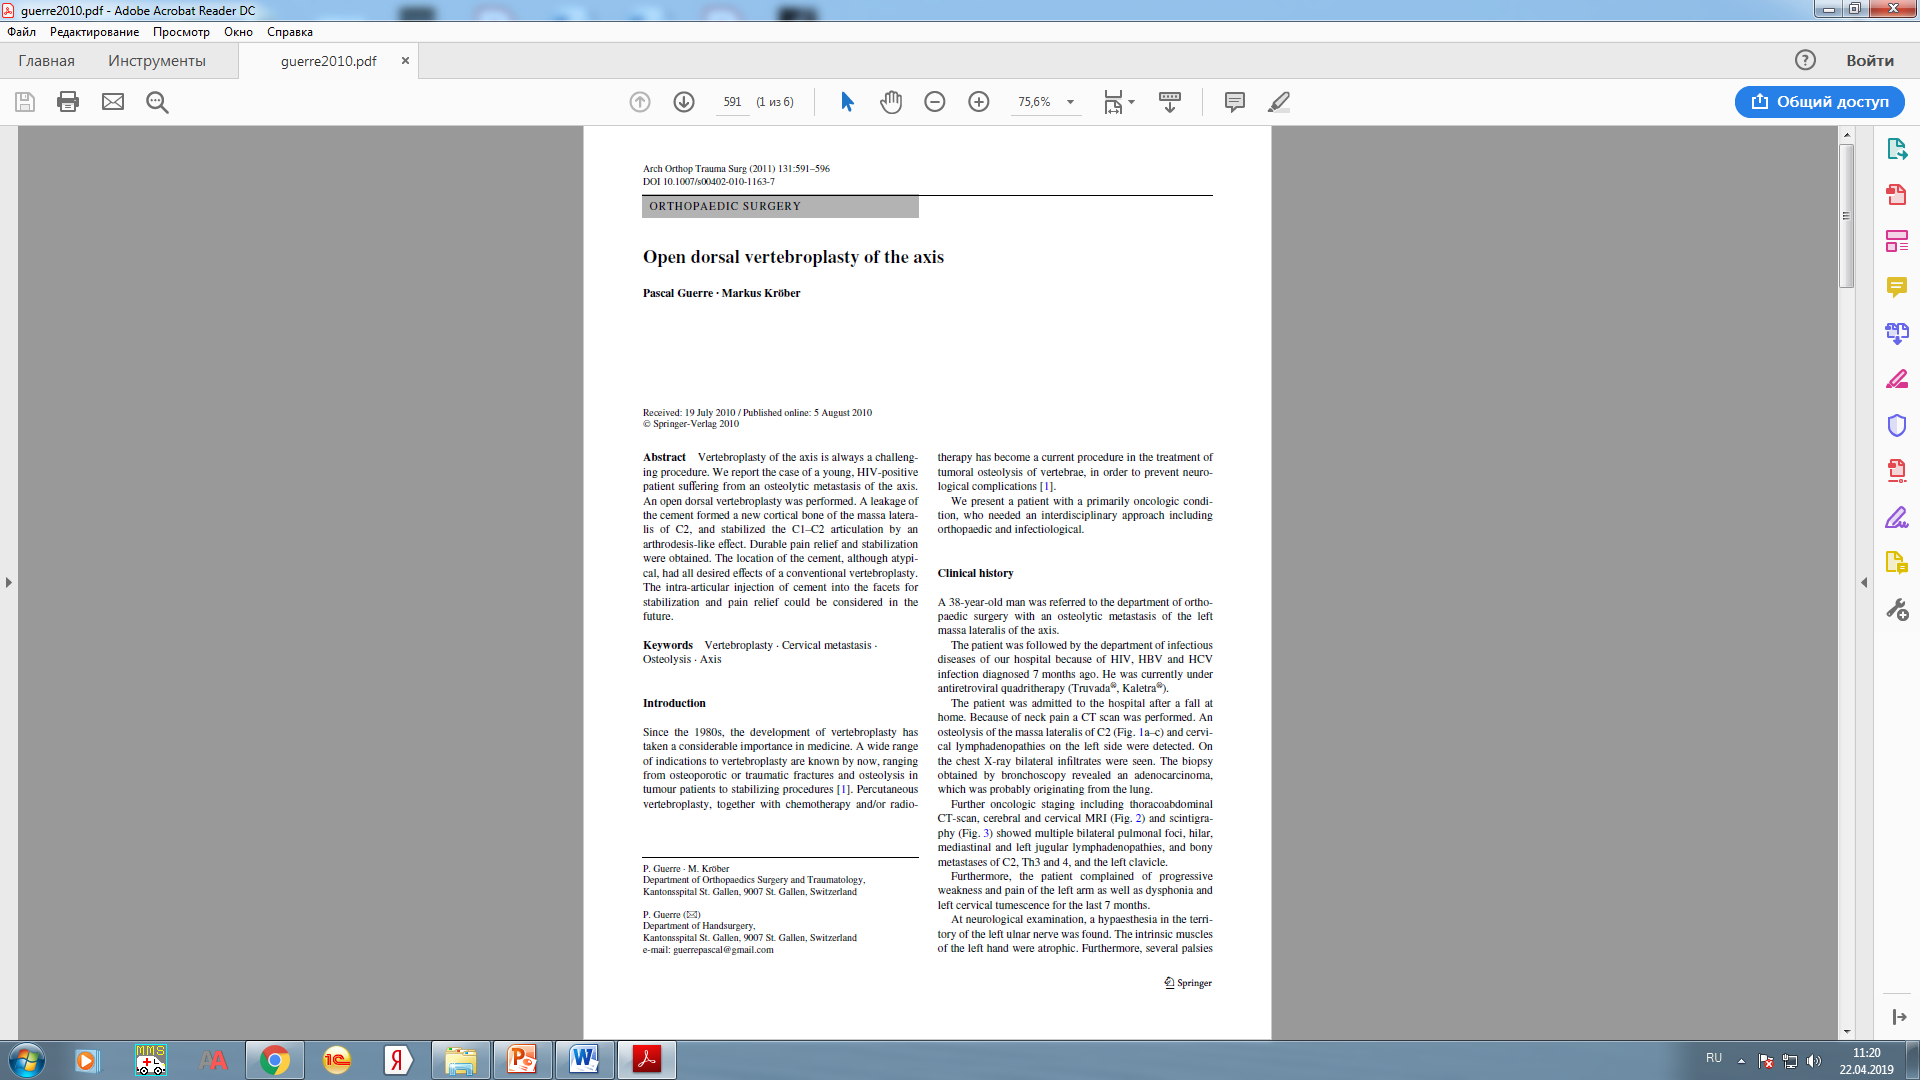 guerre2010.pdf - Adobe Acrobat Reader DC
Файл Редактирование Просмотр Окно Справка
Главная Инструменты guerre2010.pdf × Войти
591 (1 из 6) 75,6% Общий доступ
Arch Orthop Trauma Surg (2011) 131:591–596
DOI 10.1007/s00402-010-1163-7
ORTHOPAEDIC SURGERY
Open dorsal vertebroplasty of the axis
Pascal Guerre · Markus Kröber
Received: 19 July 2010 / Published online: 5 August 2010
© Springer-Verlag 2010
Abstract Vertebroplasty of the axis is always a challeng-
ing procedure. We report the case of a young, HIV-positive
patient suffering from an osteolytic metastasis of the axis.
An open dorsal vertebroplasty was performed. A leakage of
the cement formed a new cortical bone of the massa latera-
lis of C2, and stabilized the C1–C2 articulation by an
arthrodesis-like effect. Durable pain relief and stabilization
were obtained. The location of the cement, although atypi-
cal, had all desired effects of a conventional vertebroplasty.
The intra-articular injection of cement into the facets for
stabilization and pain relief could be considered in the
future.
Keywords Vertebroplasty · Cervical metastasis ·
Osteolysis · Axis
Introduction
Since the 1980s, the development of vertebroplasty has
taken a considerable importance in medicine. A wide range
of indications to vertebroplasty are known by now, ranging
from osteoporotic or traumatic fractures and osteolysis in
tumour patients to stabilizing procedures [1]. Percutaneous
vertebroplasty, together with chemotherapy and/or radio-
P. Guerre · M. Kröber
Department of Orthopaedics Surgery and Traumatology,
Kantonsspital St. Gallen, 9007 St. Gallen, Switzerland
P. Guerre (✉)
Department of Handsurgery,
Kantonsspital St. Gallen, 9007 St. Gallen, Switzerland
e-mail: guerrepascal@gmail.com
therapy has become a current procedure in the treatment of
tumoral osteolysis of vertebrae, in order to prevent neuro-
logical complications [1].
We present a patient with a primarily oncologic condi-
tion, who needed an interdisciplinary approach including
orthopaedic and infectiological.
Clinical history
A 38-year-old man was referred to the department of ortho-
paedic surgery with an osteolytic metastasis of the left
massa lateralis of the axis.
The patient was followed by the department of infectious
diseases of our hospital because of HIV, HBV and HCV
infection diagnosed 7 months ago. He was currently under
antiretroviral quadritherapy (Truvada®, Kaletra®).
The patient was admitted to the hospital after a fall at
home. Because of neck pain a CT scan was performed. An
osteolysis of the massa lateralis of C2 (Fig. 1a–c) and cervi-
cal lymphadenopathies on the left side were detected. On
the chest X-ray bilateral infiltrates were seen. The biopsy
obtained by bronchoscopy revealed an adenocarcinoma,
which was probably originating from the lung.
Further oncologic staging including thoracoabdominal
CT-scan, cerebral and cervical MRI (Fig. 2) and scintigra-
phy (Fig. 3) showed multiple bilateral pulmonal foci, hilar,
mediastinal and left jugular lymphadenopathies, and bony
metastases of C2, Th3 and 4, and the left clavicle.
Furthermore, the patient complained of progressive
weakness and pain of the left arm as well as dysphonia and
left cervical tumescence for the last 7 months.
At neurological examination, a hypaesthesia in the terri-
tory of the left ulnar nerve was found. The intrinsic muscles
of the left hand were atrophic. Furthermore, several palsies
Springer
MMS
AA
1С
Я
P
W
RU
11:20
22.04.2019